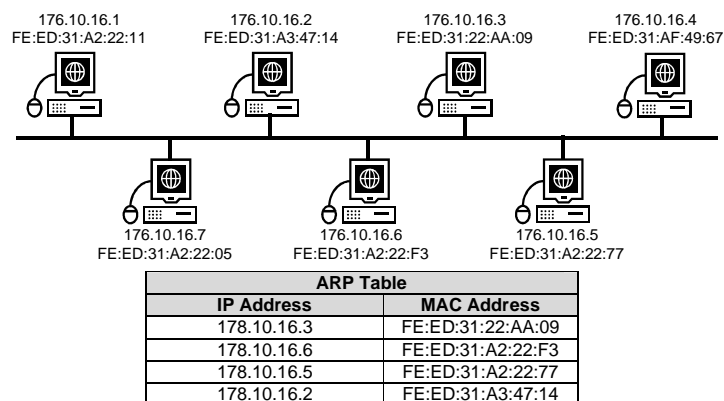 176.10.16.1 176.10.16.2 176.10.16.3 176.10.16.4
FE:ED:31:A2:22:11 FE:ED:31:A3:47:14 FE:ED:31:22:AA:09 FE:ED:31:AF:49:67
176.10.16.7 176.10.16.6 176.10.16.5
FE:ED:31:A2:22:05 FE:ED:31:A2:22:F3 FE:ED:31:A2:22:77
ARP Table
IP Address MAC Address
178.10.16.3 FE:ED:31:22:AA:09
178.10.16.6 FE:ED:31:A2:22:F3
178.10.16.5 FE:ED:31:A2:22:77
178.10.16.2 FE:ED:31:A3:47:14